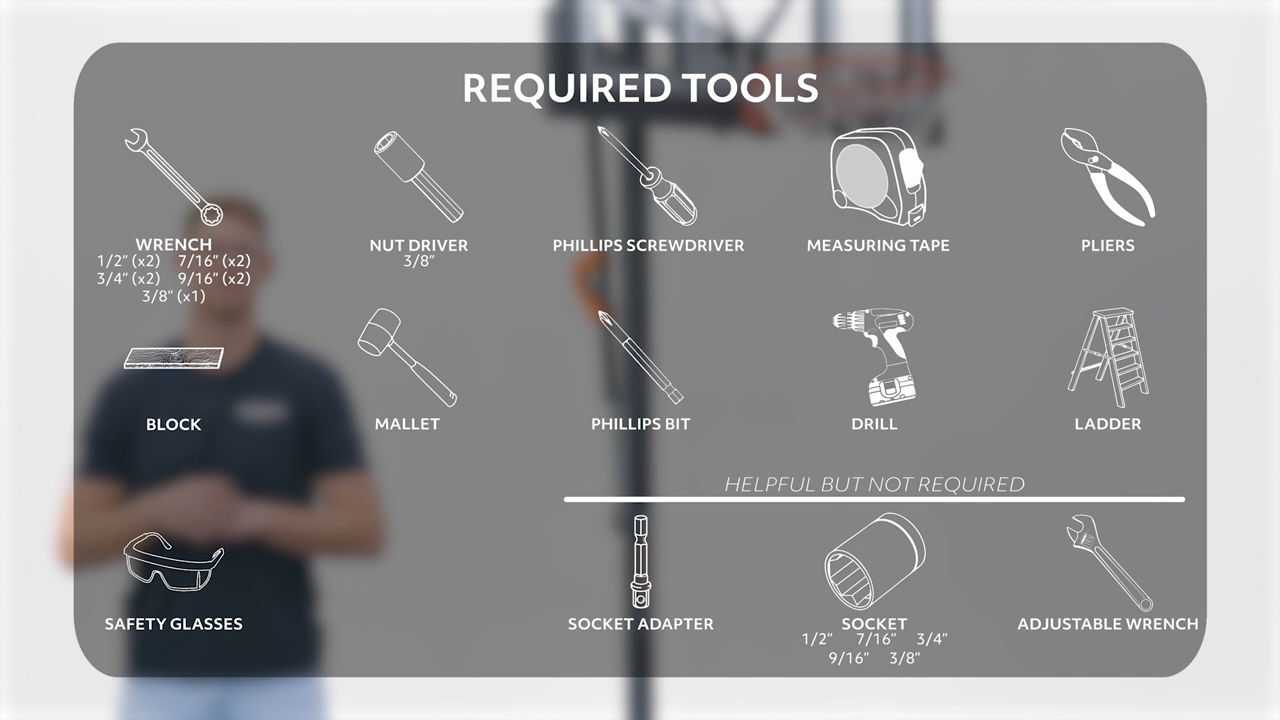 REQUIRED TOOLS
WRENCH
1/2” (x2) 7/16” (x2)
3/4” (x2) 9/16” (x2)
3/8” (x1)
NUT DRIVER
3/8”
PHILLIPS SCREWDRIVER
MEASURING TAPE
PLIERS
BLOCK
MALLET
PHILLIPS BIT
DRILL
LADDER
HELPFUL BUT NOT REQUIRED
SAFETY GLASSES
SOCKET ADAPTER
SOCKET
1/2” 7/16” 3/4”
9/16” 3/8”
ADJUSTABLE WRENCH